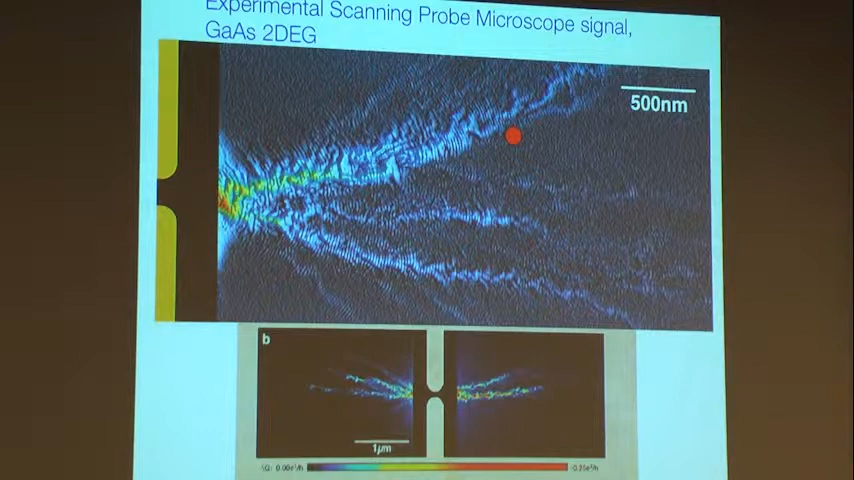 Experimental Scanning Probe Microscope signal,
GaAs 2DEG
500nm
b
1μm